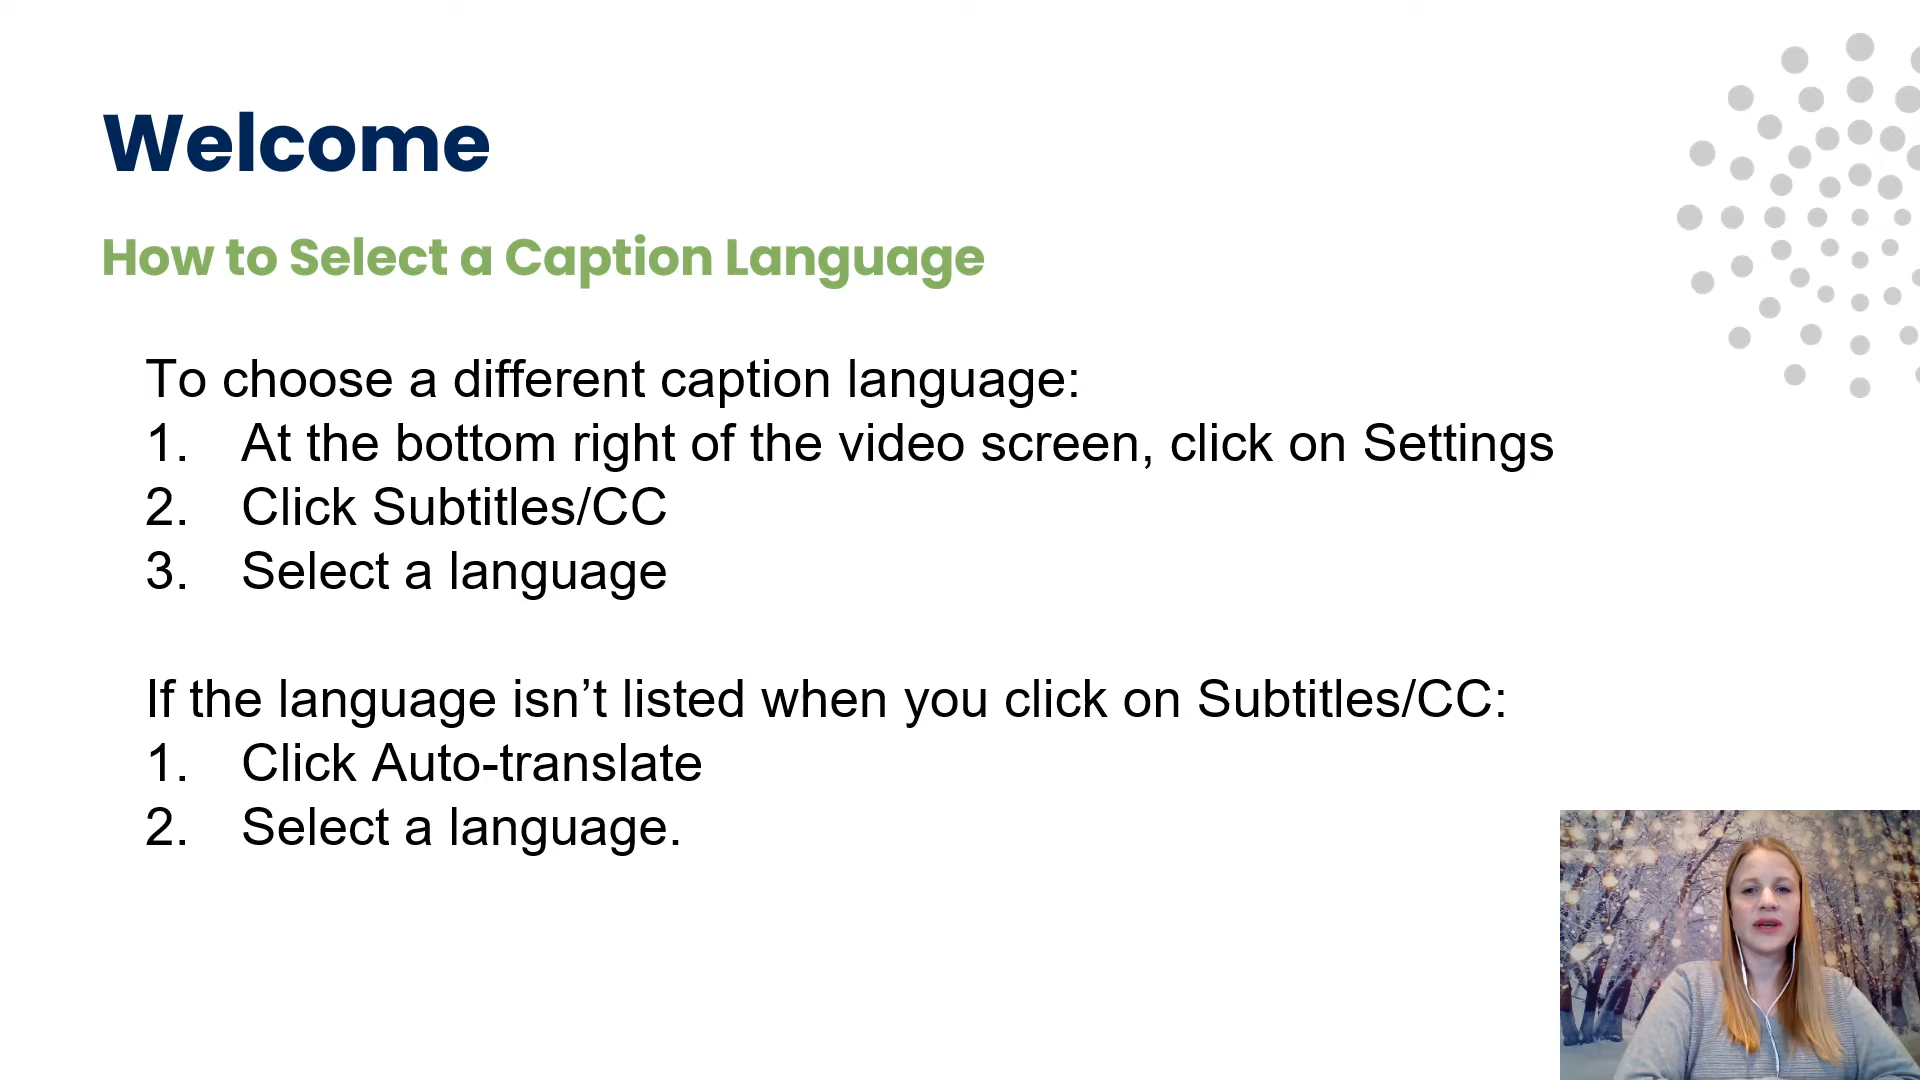 Welcome
How to Select a Caption Language
To choose a different caption language:
1. At the bottom right of the video screen, click on Settings
2. Click Subtitles/CC
3. Select a language
If the language isn’t listed when you click on Subtitles/CC:
1. Click Auto-translate
2. Select a language.